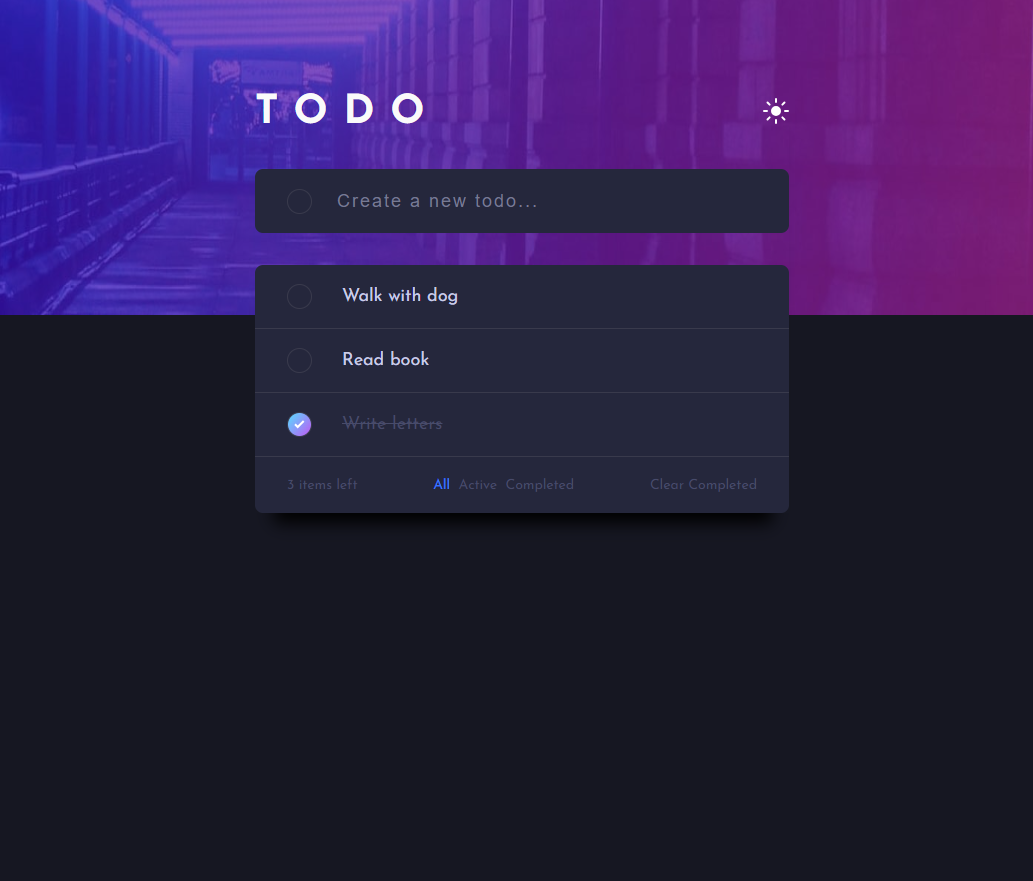 TODO
Create a new todo...
Walk with dog
Read book
Write letters
3 items left All Active Completed Clear Completed